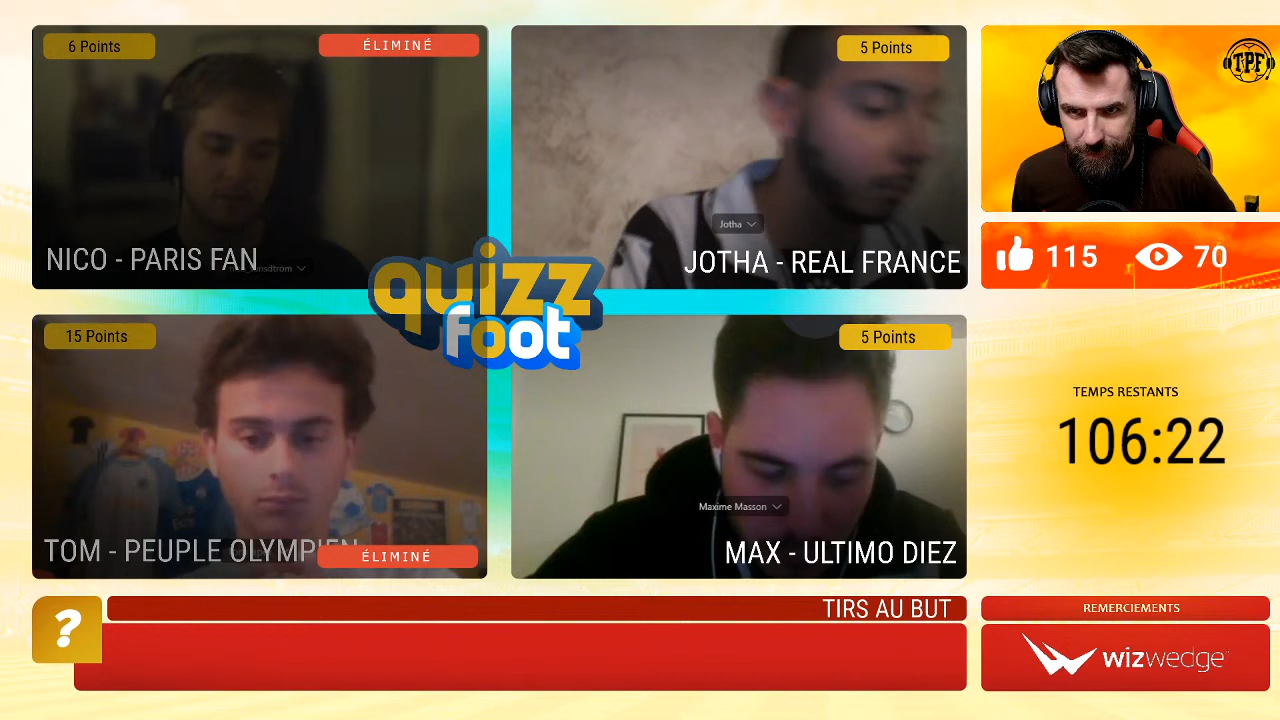 6 Points
ÉLIMINÉ
5 Points
TPF
Jotha
NICO - PARIS FAN
JOTHA - REAL FRANCE
115
70
quizz
foot
15 Points
5 Points
TEMPS RESTANTS
106:22
Maxime Masson
TOM - PEUPLE OLYMPIEN
ÉLIMINÉ
MAX - ULTIMO DIEZ
?
TIRS AU BUT
REMERCIEMENTS
wizwedge